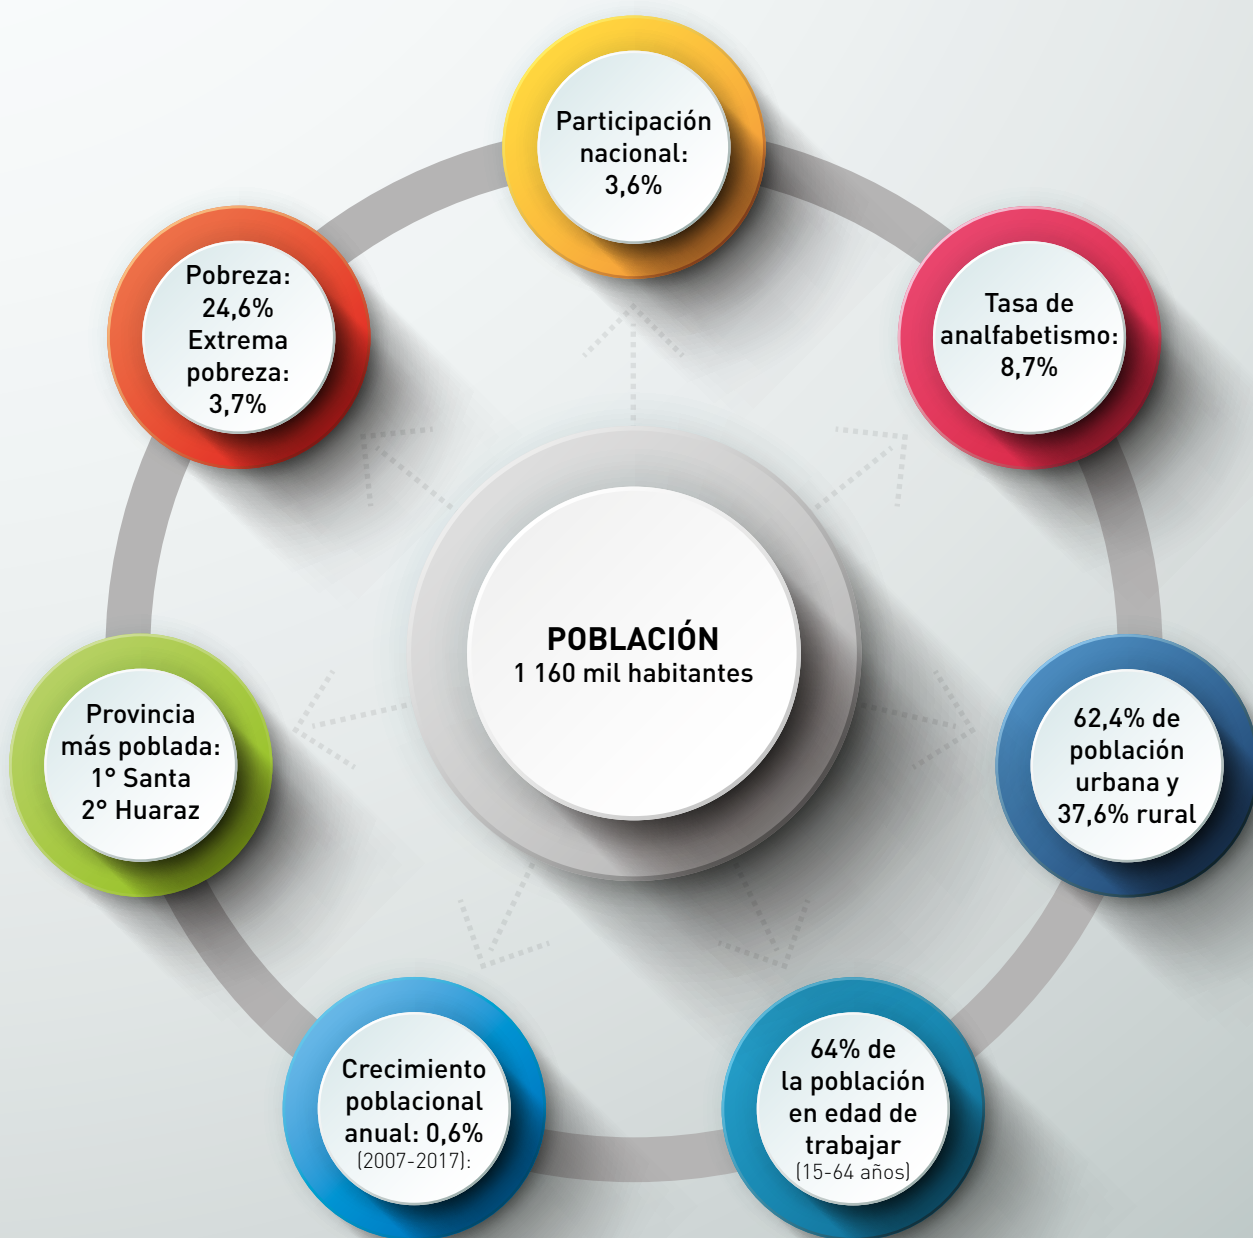 Participación
nacional:
3,6%
Tasa de
analfabetismo:
8,7%
Pobreza:
24,6%
Extrema
pobreza:
3,7%
POBLACIÓN
1 160 mil habitantes
62,4% de
población
urbana y
37,6% rural
Provincia
más poblada:
1° Santa
2° Huaraz
64% de
la población
en edad de
trabajar
(15-64 años)
Crecimiento
poblacional
anual: 0,6%
(2007-2017):